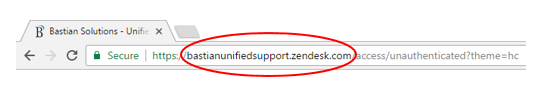 Bastian Solutions - Unifie
Secure https://bastianunifiedsupport.zendesk.com/access/unauthenticated?theme=hc